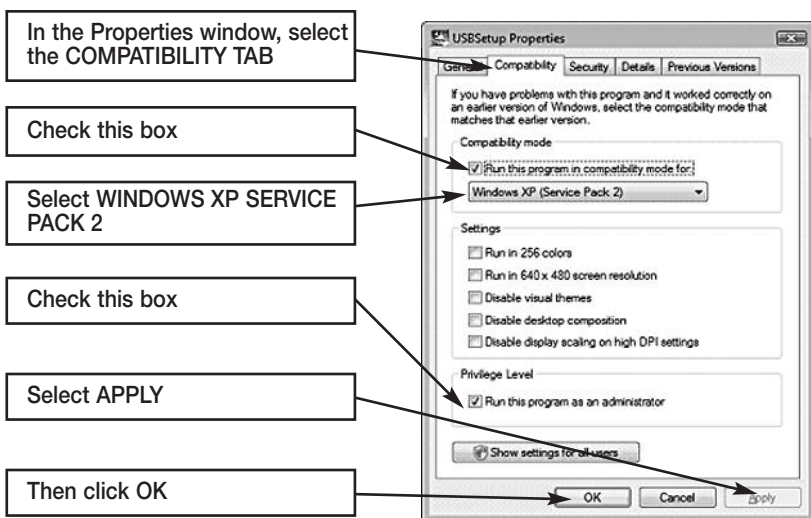 In the Properties window, select
the COMPATIBILITY TAB
Check this box
Select WINDOWS XP SERVICE
PACK 2
Check this box
Select APPLY
Then click OK
USBSetup Properties
General Compatibility Security Details Previous Versions
If you have problems with this program and it worked correctly on
an earlier version of Windows, select the compatibility mode that
matches that earlier version.
Compatibility mode
Run this program in compatibility mode for:
Windows XP (Service Pack 2)
Settings
Run in 256 colors
Run in 640 x 480 screen resolution
Disable visual themes
Disable desktop composition
Disable display scaling on high DPI settings
Privilege Level
Run this program as an administrator
Show settings for all users
OK Cancel Apply